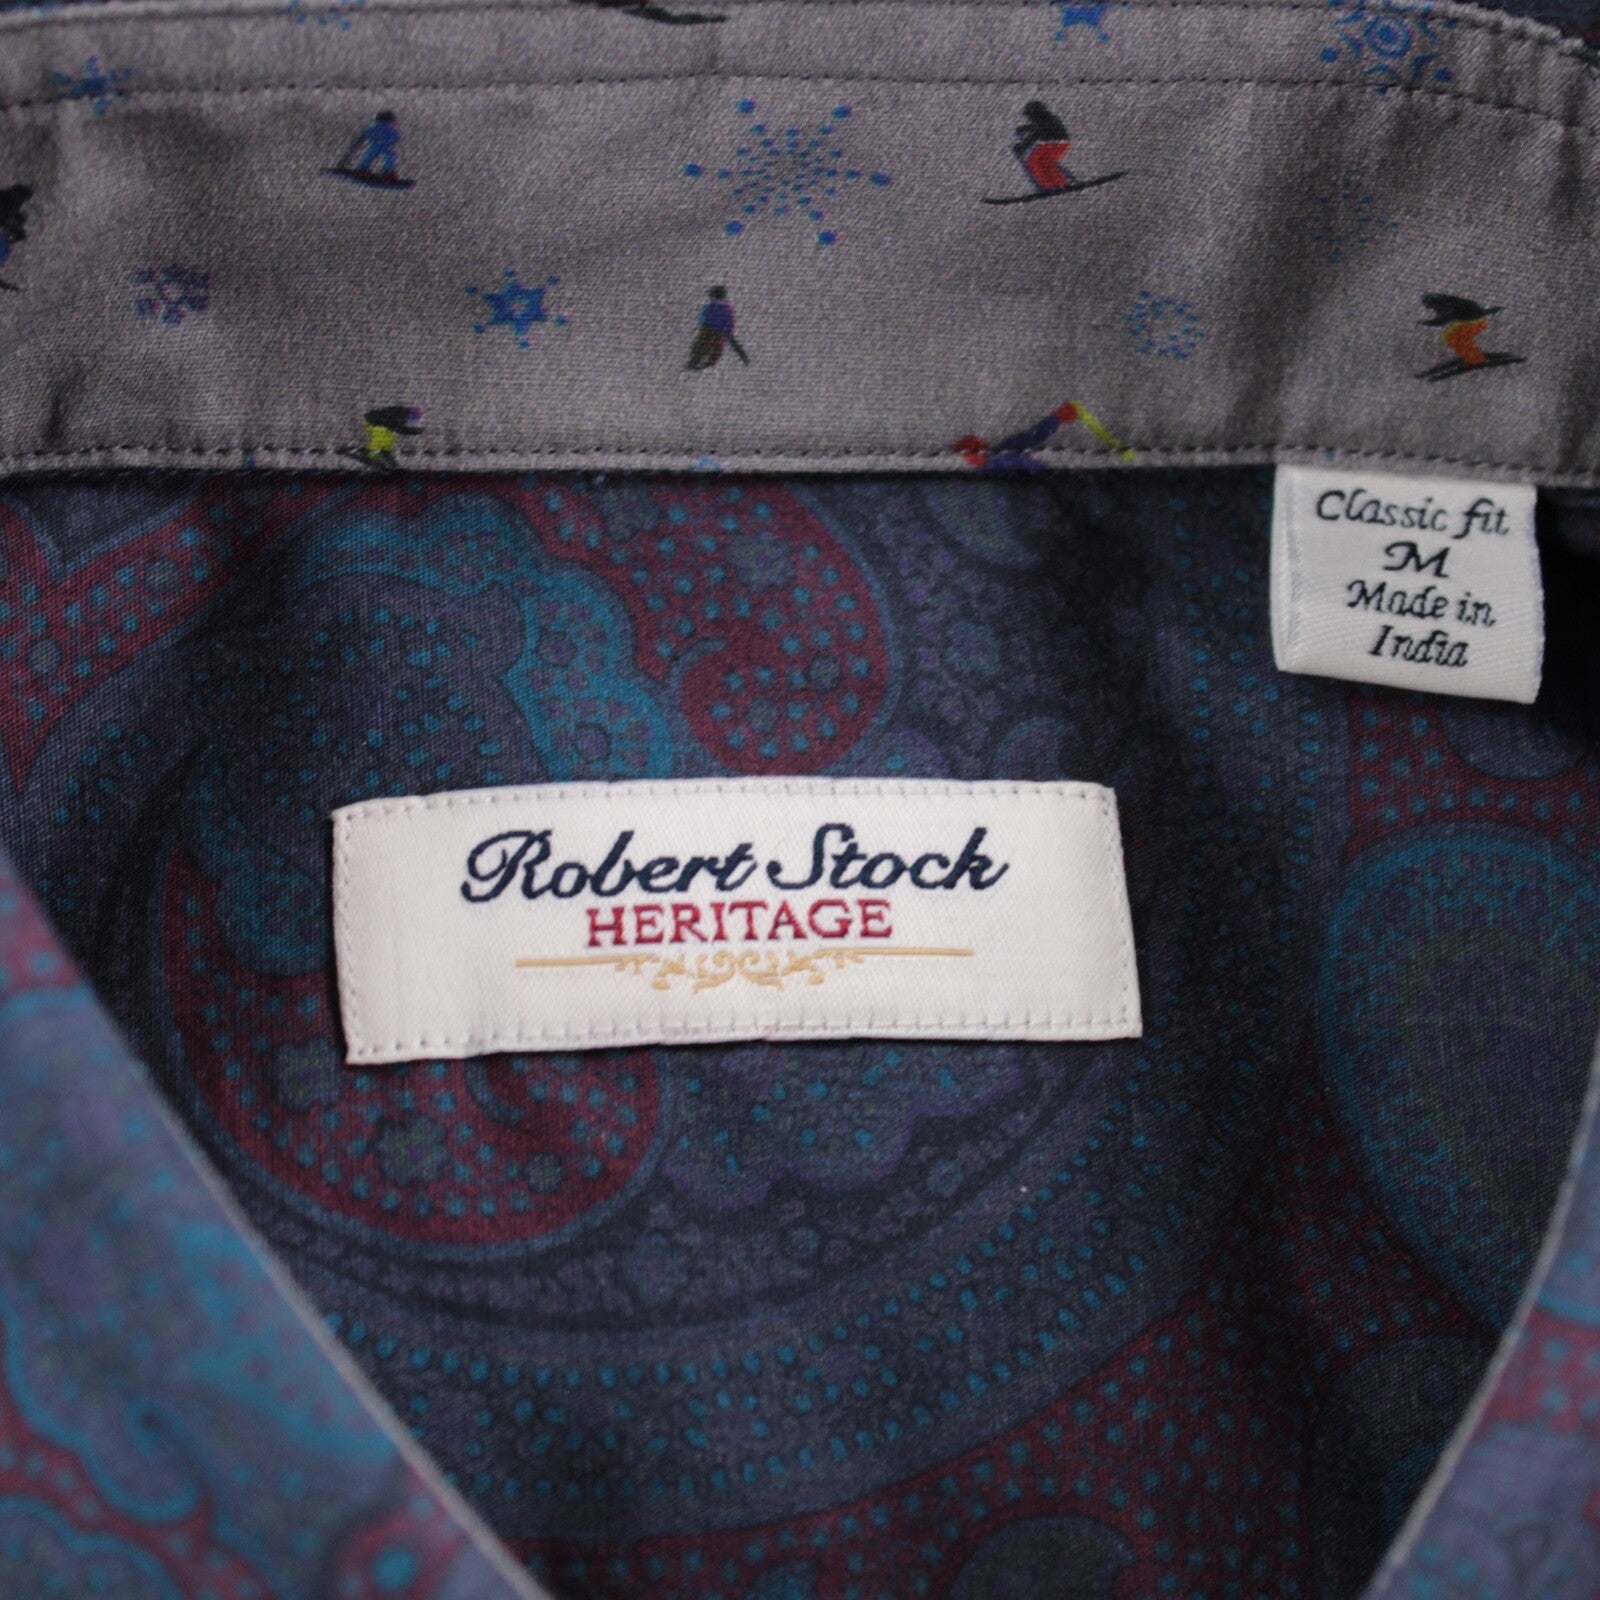 Classic fit
M
Made in
India
Robert Stock
HERITAGE